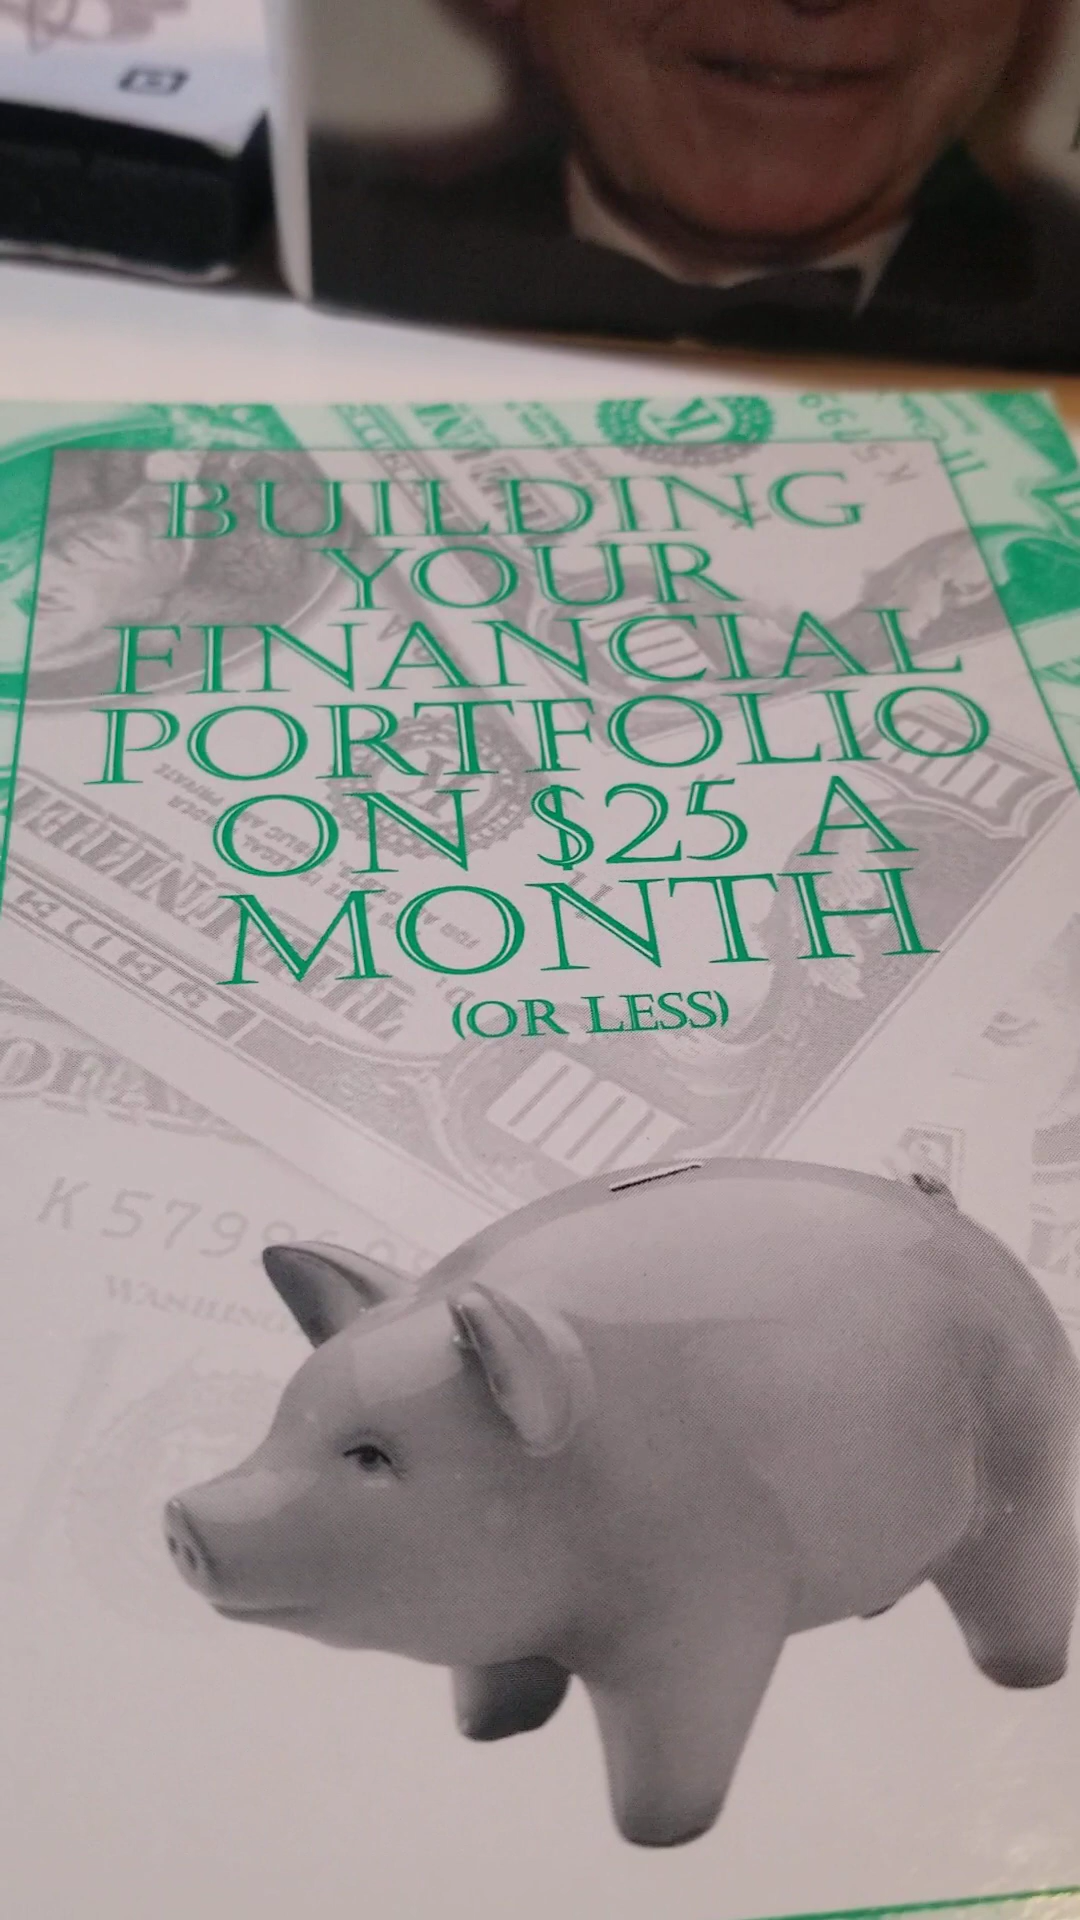 BUILDING
YOUR
FINANCIAL
PORTFOLIO
ON $25 A
MONTH
(OR LESS)